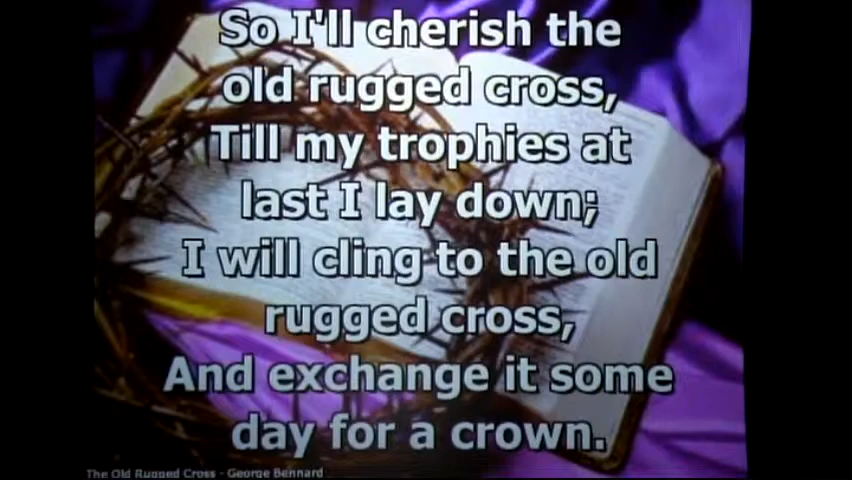 So I'll cherish the
old rugged cross,
Till my trophies at
last I lay down;
I will cling to the old
rugged cross,
And exchange it some
day for a crown.
The Old Rugged Cross - George Bennard